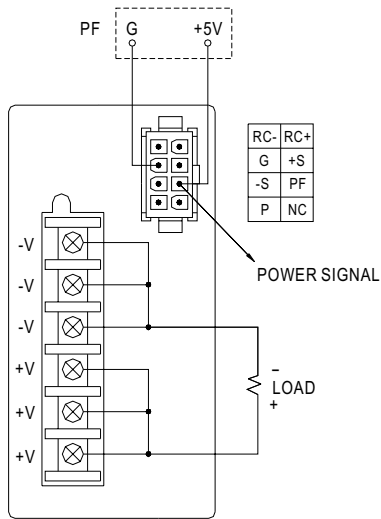 PF G +5V
RC- RC+
G +S
-S PF
P NC
POWER SIGNAL
-V
-V
-V
+V
+V
+V
−
LOAD
+